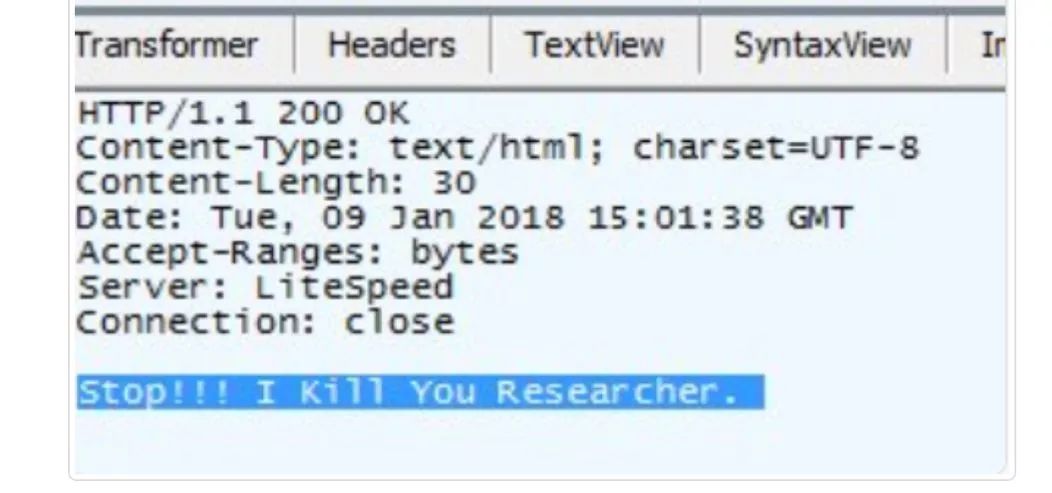 Transformer Headers TextView SyntaxView In
HTTP/1.1 200 OK
Content-Type: text/html; charset=UTF-8
Content-Length: 30
Date: Tue, 09 Jan 2018 15:01:38 GMT
Accept-Ranges: bytes
Server: LiteSpeed
Connection: close
Stop!!! I Kill You Researcher.